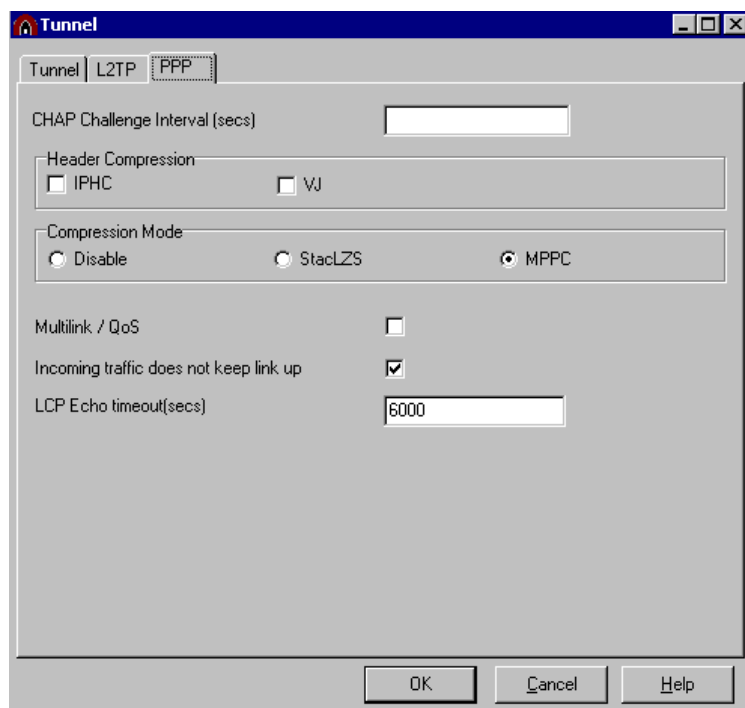 Tunnel
Tunnel L2TP PPP
CHAP Challenge Interval (secs)
Header Compression
IPHC VJ
Compression Mode
Disable StacLZS MPPC
Multilink / QoS
Incoming traffic does not keep link up
LCP Echo timeout(secs) 6000
OK Cancel Help